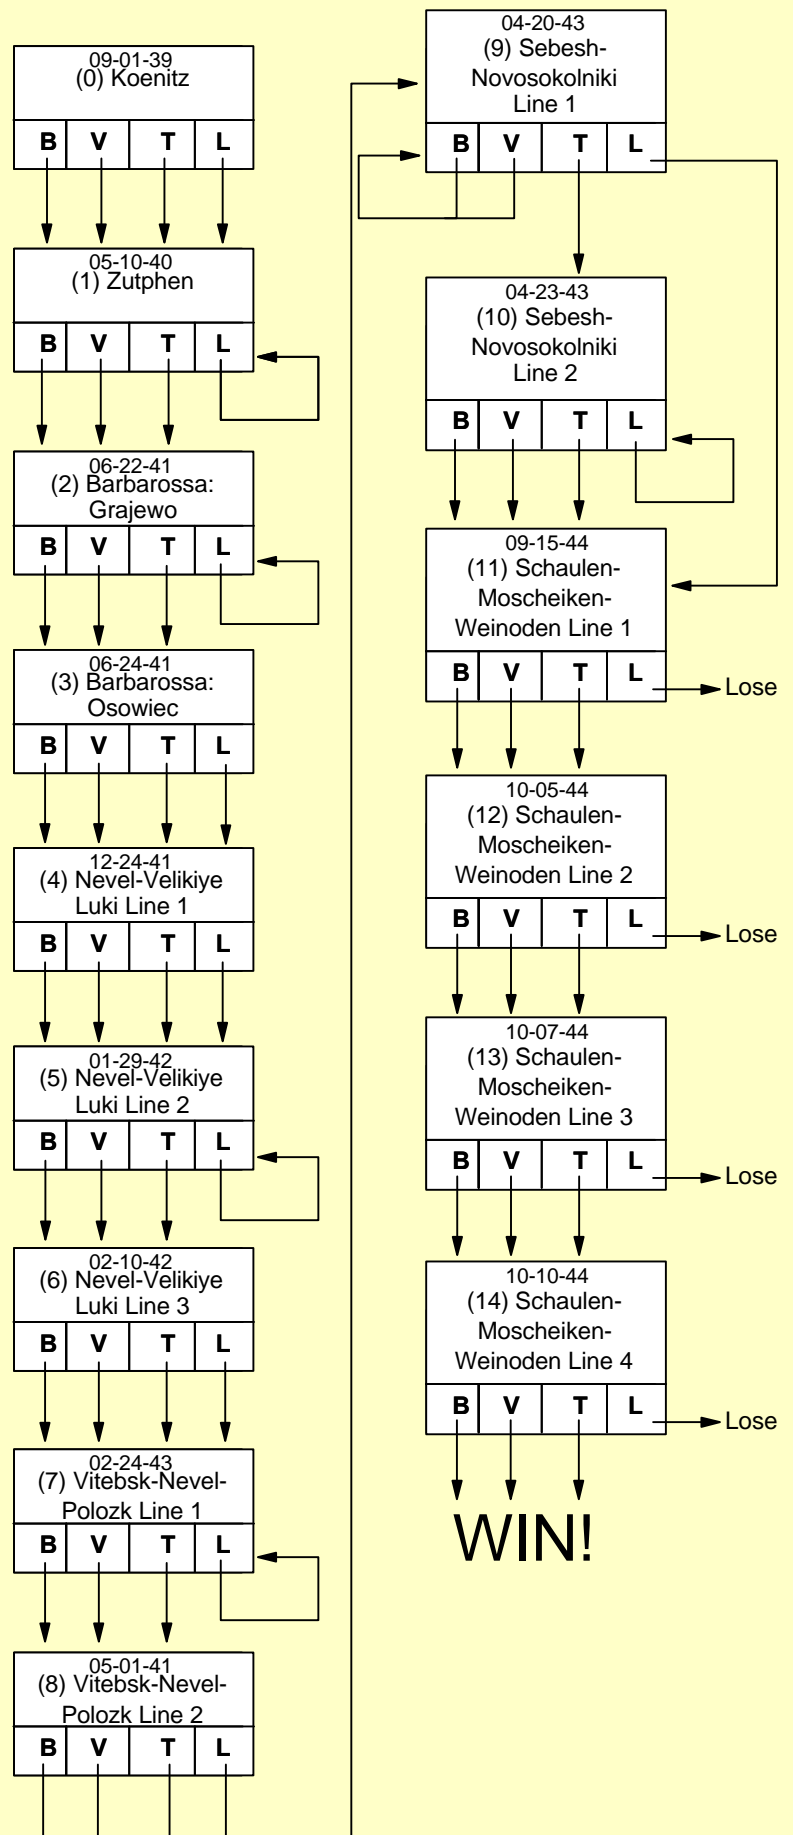 09-01-39
(0) Koenitz
B V T L
05-10-40
(1) Zutphen
B V T L
06-22-41
(2) Barbarossa:
Grajewo
B V T L
06-24-41
(3) Barbarossa:
Osowiec
B V T L
12-24-41
(4) Nevel-Velikiye
Luki Line 1
B V T L
01-29-42
(5) Nevel-Velikiye
Luki Line 2
B V T L
02-10-42
(6) Nevel-Velikiye
Luki Line 3
B V T L
02-24-43
(7) Vitebsk-Nevel-
Polozk Line 1
B V T L
05-01-41
(8) Vitebsk-Nevel-
Polozk Line 2
B V T L
04-20-43
(9) Sebesh-
Novosokolniki
Line 1
B V T L
04-23-43
(10) Sebesh-
Novosokolniki
Line 2
B V T L
09-15-44
(11) Schaulen-
Moscheiken-
Weinoden Line 1
B V T L
Lose
10-05-44
(12) Schaulen-
Moscheiken-
Weinoden Line 2
B V T L
Lose
10-07-44
(13) Schaulen-
Moscheiken-
Weinoden Line 3
B V T L
Lose
10-10-44
(14) Schaulen-
Moscheiken-
Weinoden Line 4
B V T L
Lose
WIN!